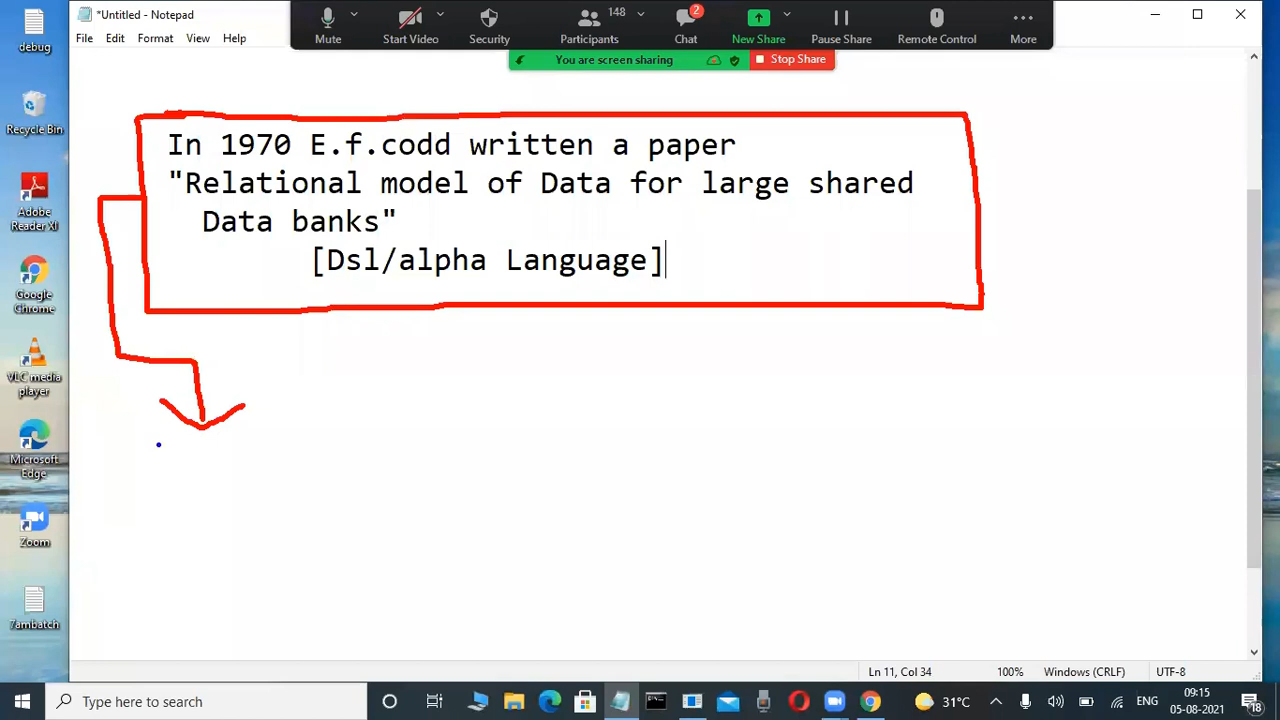 debug
Recycle Bin
Adobe
Reader XI
Google
Chrome
VLC media
player
Microsoft
Edge
Zoom
7ambatch
*Untitled - Notepad
File Edit Format View Help
Mute
Start Video
Security
148
Participants
2
Chat
New Share
Pause Share
Remote Control
More
You are screen sharing
Stop Share
In 1970 E.f.codd written a paper
"Relational model of Data for large shared
Data banks"
[Dsl/alpha Language]
Ln 11, Col 34
100%
Windows (CRLF)
UTF-8
Type here to search
31°C
ENG
09:15
05-08-2021
18